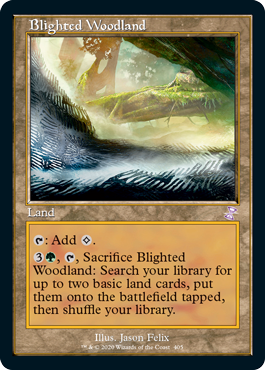 Blighted Woodland
Land
: Add .
3, , Sacrifice Blighted
Woodland: Search your library for
up to two basic land cards, put
them onto the battlefield tapped,
then shuffle your library.
Illus. Jason Felix
™ & © 2020 Wizards of the Coast 405